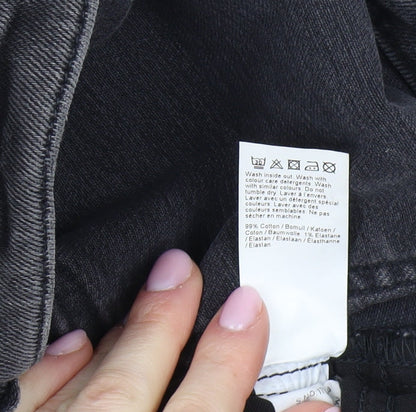 Wash inside out. Wash with
colour care detergents. Wash
with similar colours. Do not
tumble dry. Laver à l'envers.
Laver avec un détergent spécial
couleurs. Laver avec des
couleurs semblables. Ne pas
sécher en machine.
99% Cotton / Bomull / Katoen /
Coton / Baumwolle 1% Elastane
/ Elastan / Elastaan / Élasthanne
/ Elastan